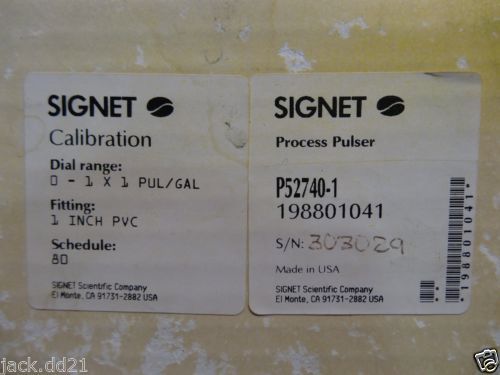 SIGNET
Calibration
Dial range:
0 - 1 X 1 PUL/GAL
Fitting:
1 INCH PVC
Schedule:
80
SIGNET Scientific Company
El Monte, CA 91731-2882 USA
SIGNET
Process Pulser
P52740-1
198801041
S/N: 303029
Made in USA
SIGNET Scientific Company
El Monte, CA 91731-2882 USA
*198801041*
jack.dd21